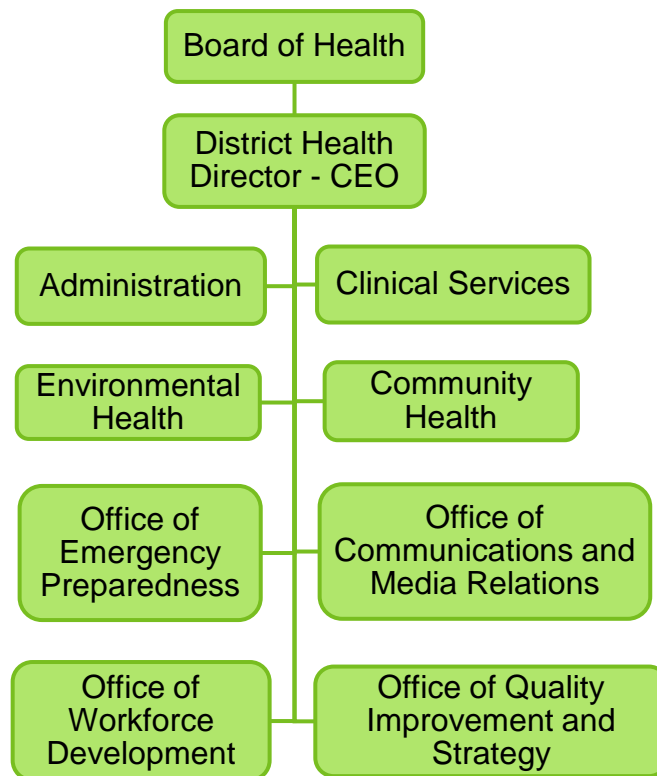 Board of Health
District Health
Director - CEO
Administration
Clinical Services
Environmental
Health
Community
Health
Office of
Emergency
Preparedness
Office of
Communications and
Media Relations
Office of
Workforce
Development
Office of Quality
Improvement and
Strategy